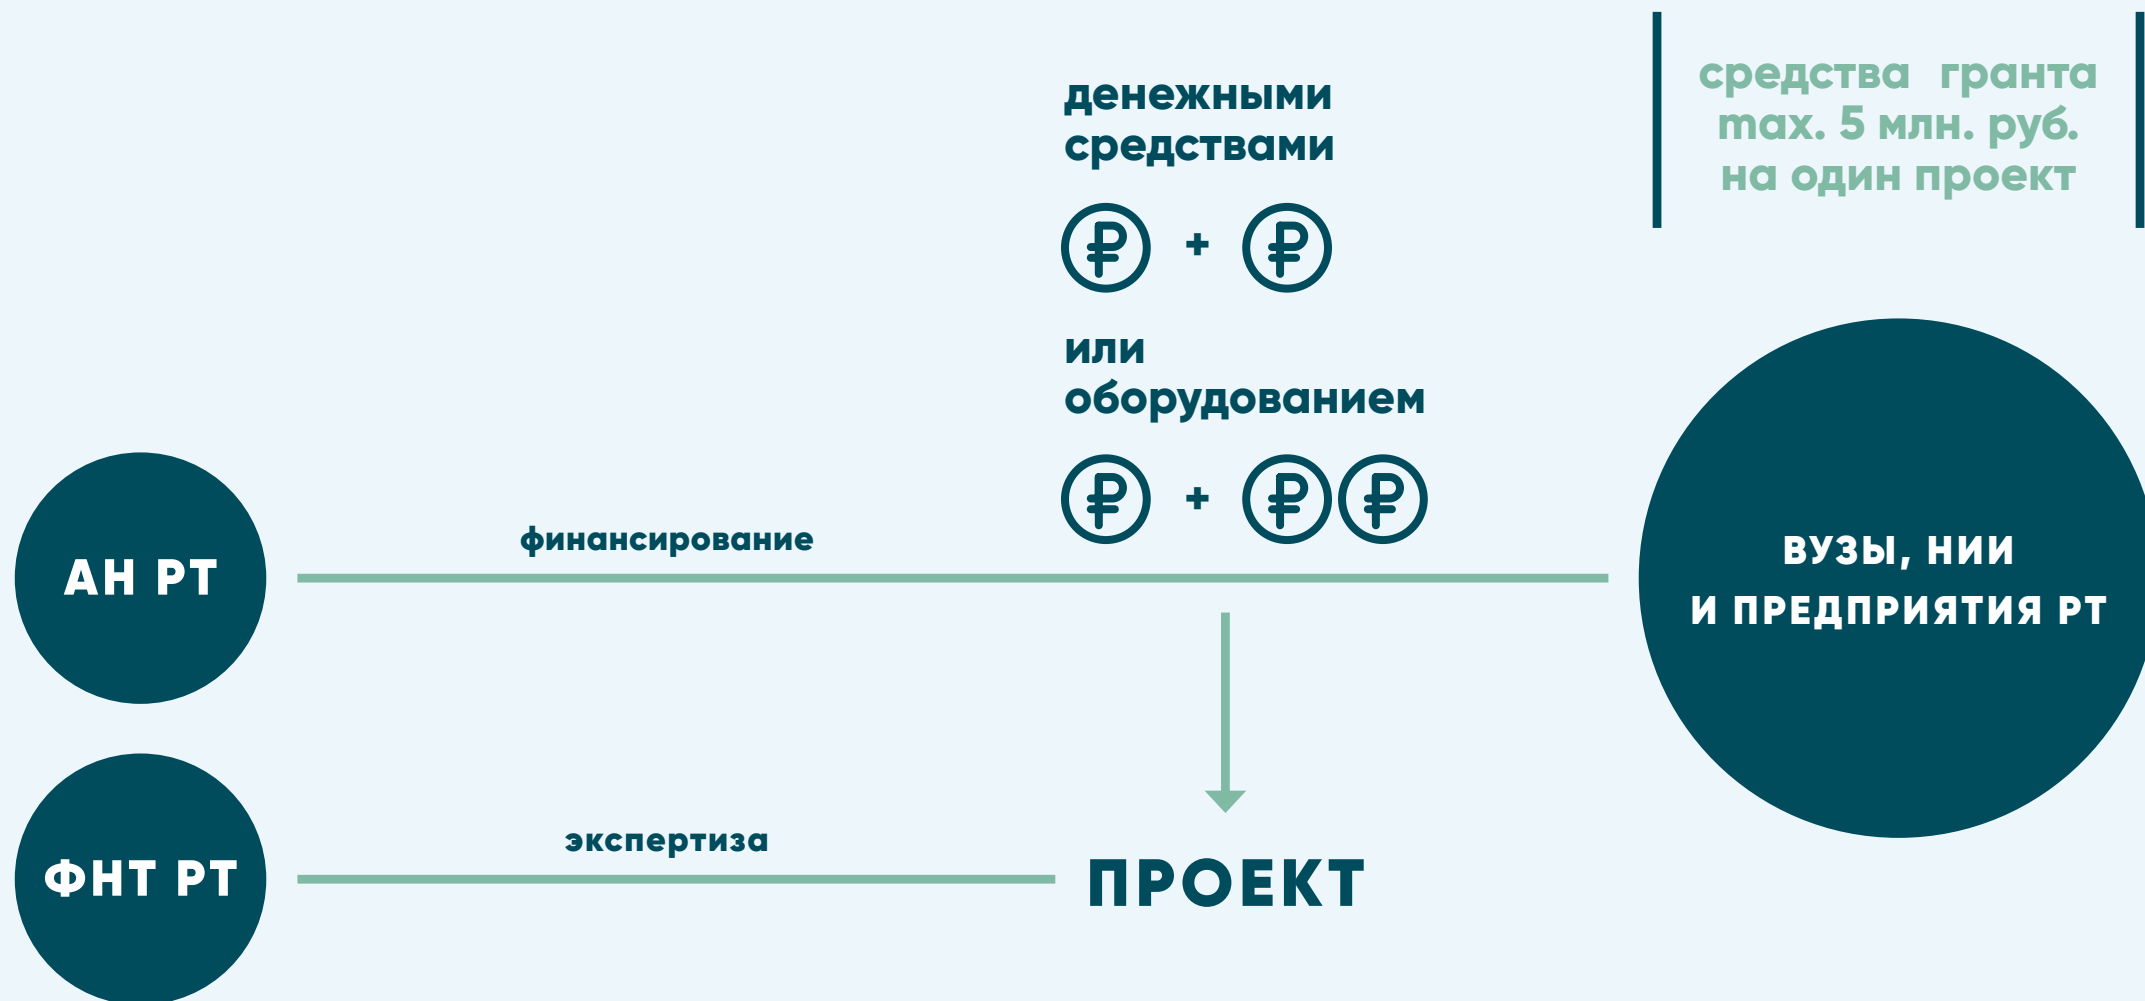 средства гранта
max. 5 млн. руб.
на один проект
денежными
средствами
₽ + ₽
или
оборудованием
₽ + ₽ ₽
финансирование
АН РТ
ВУЗЫ, НИИ
И ПРЕДПРИЯТИЯ РТ
экспертиза
ФНТ РТ
ПРОЕКТ